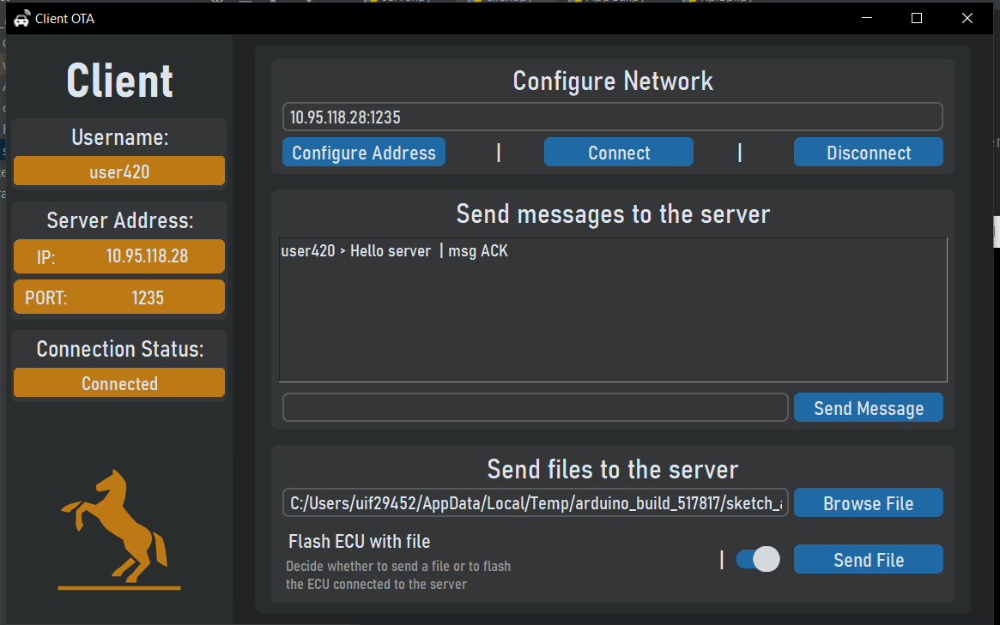 Client OTA
Client
Username:
user420
Server Address:
IP: 10.95.118.28
PORT: 1235
Connection Status:
Connected
Configure Network
10.95.118.28:1235
Configure Address | Connect | Disconnect
Send messages to the server
user420 > Hello server | msg ACK
Send Message
Send files to the server
C:/Users/uif29452/AppData/Local/Temp/arduino_build_517817/sketch_
Browse File
Flash ECU with file
Decide whether to send a file or to flash
the ECU connected to the server
| Send File